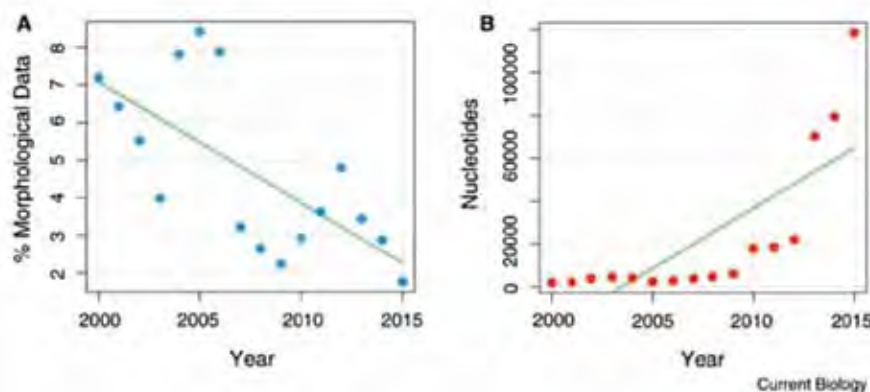 A
% Morphological Data
8
7
6
5
4
3
2
2000 2005 2010 2015
Year
B
Nucleotides
100000
60000
20000
0
2000 2005 2010 2015
Year
Current Biology